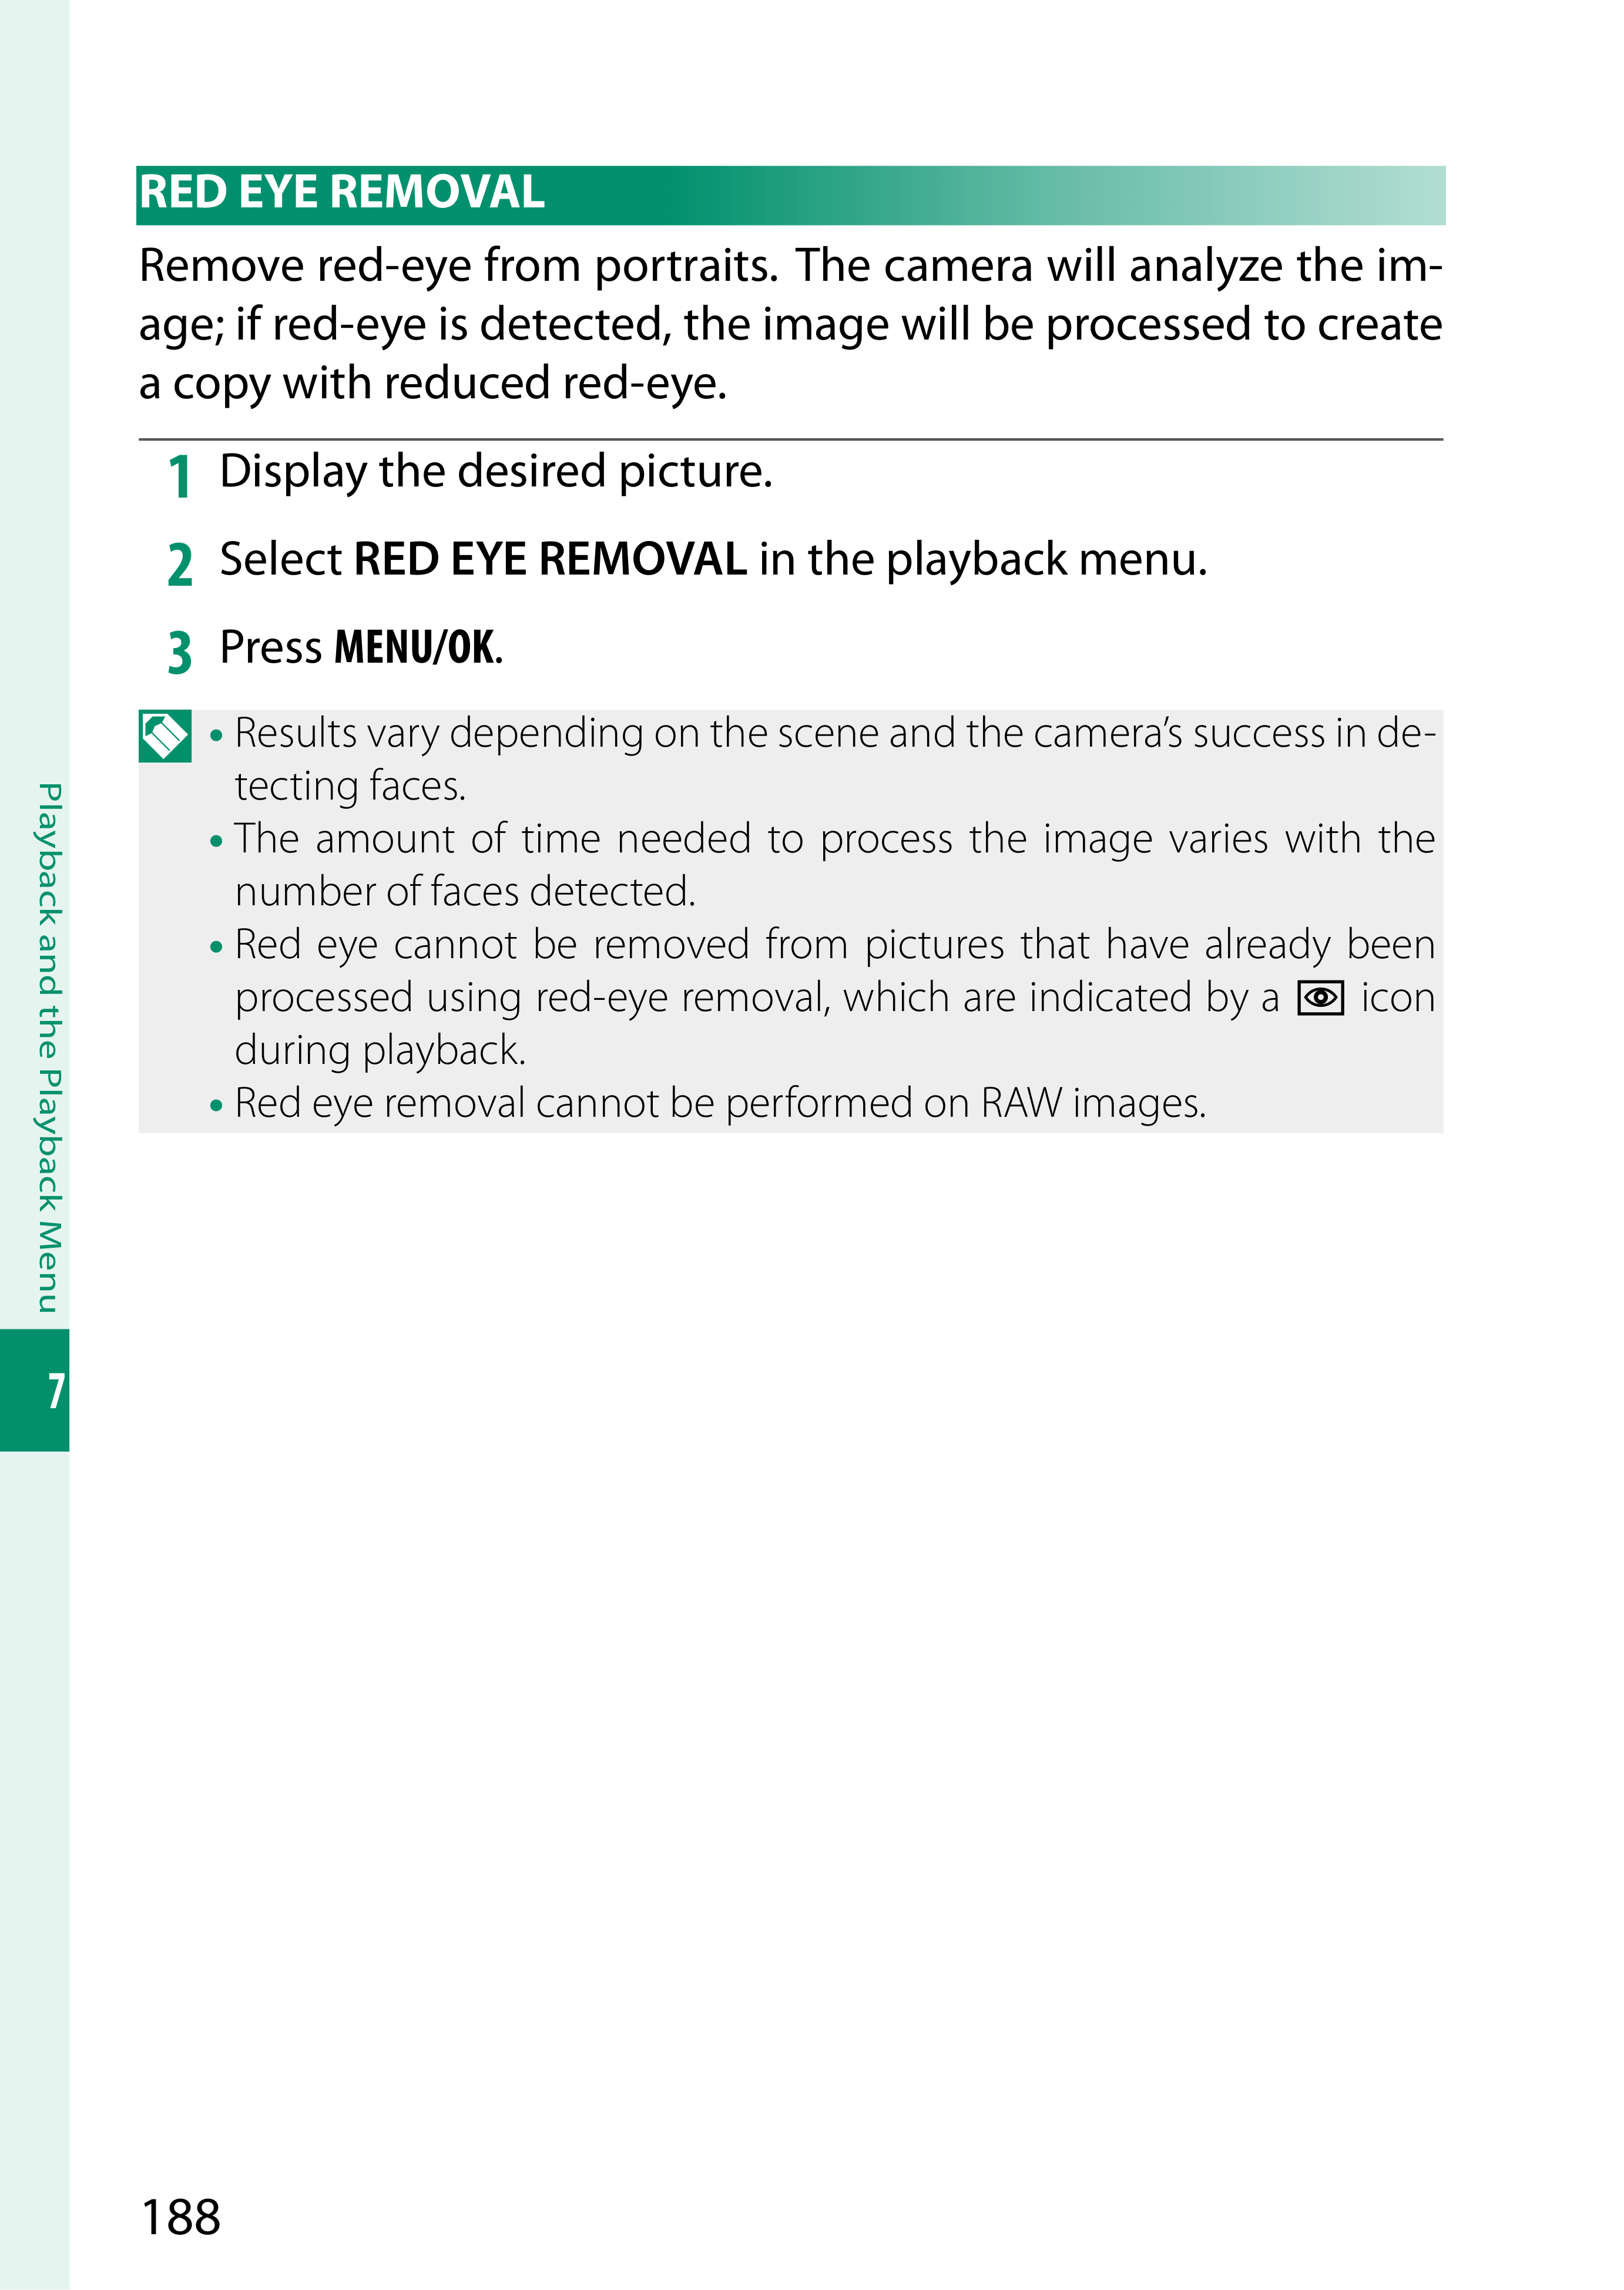 RED EYE REMOVAL
Remove red-eye from portraits. The camera will analyze the im-
age; if red-eye is detected, the image will be processed to create
a copy with reduced red-eye.
1 Display the desired picture.
2 Select RED EYE REMOVAL in the playback menu.
3 Press MENU/OK.
• Results vary depending on the scene and the camera’s success in de-
tecting faces.
• The amount of time needed to process the image varies with the
number of faces detected.
• Red eye cannot be removed from pictures that have already been
processed using red-eye removal, which are indicated by a icon
during playback.
• Red eye removal cannot be performed on RAW images.
Playback and the Playback Menu
7
188